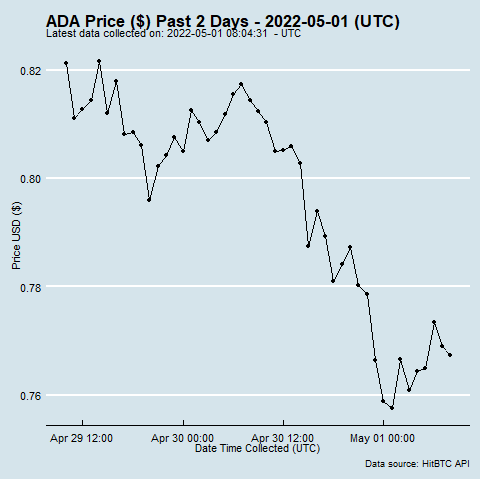 ADA Price ($) Past 2 Days - 2022-05-01 (UTC)
Latest data collected on: 2022-05-01 08:04:31  - UTC
0.82
0.80
0.78
0.76
Price USD ($)
Apr 29 12:00
Apr 30 00:00
Apr 30 12:00
May 01 00:00
Date Time Collected (UTC)
Data source: HitBTC API